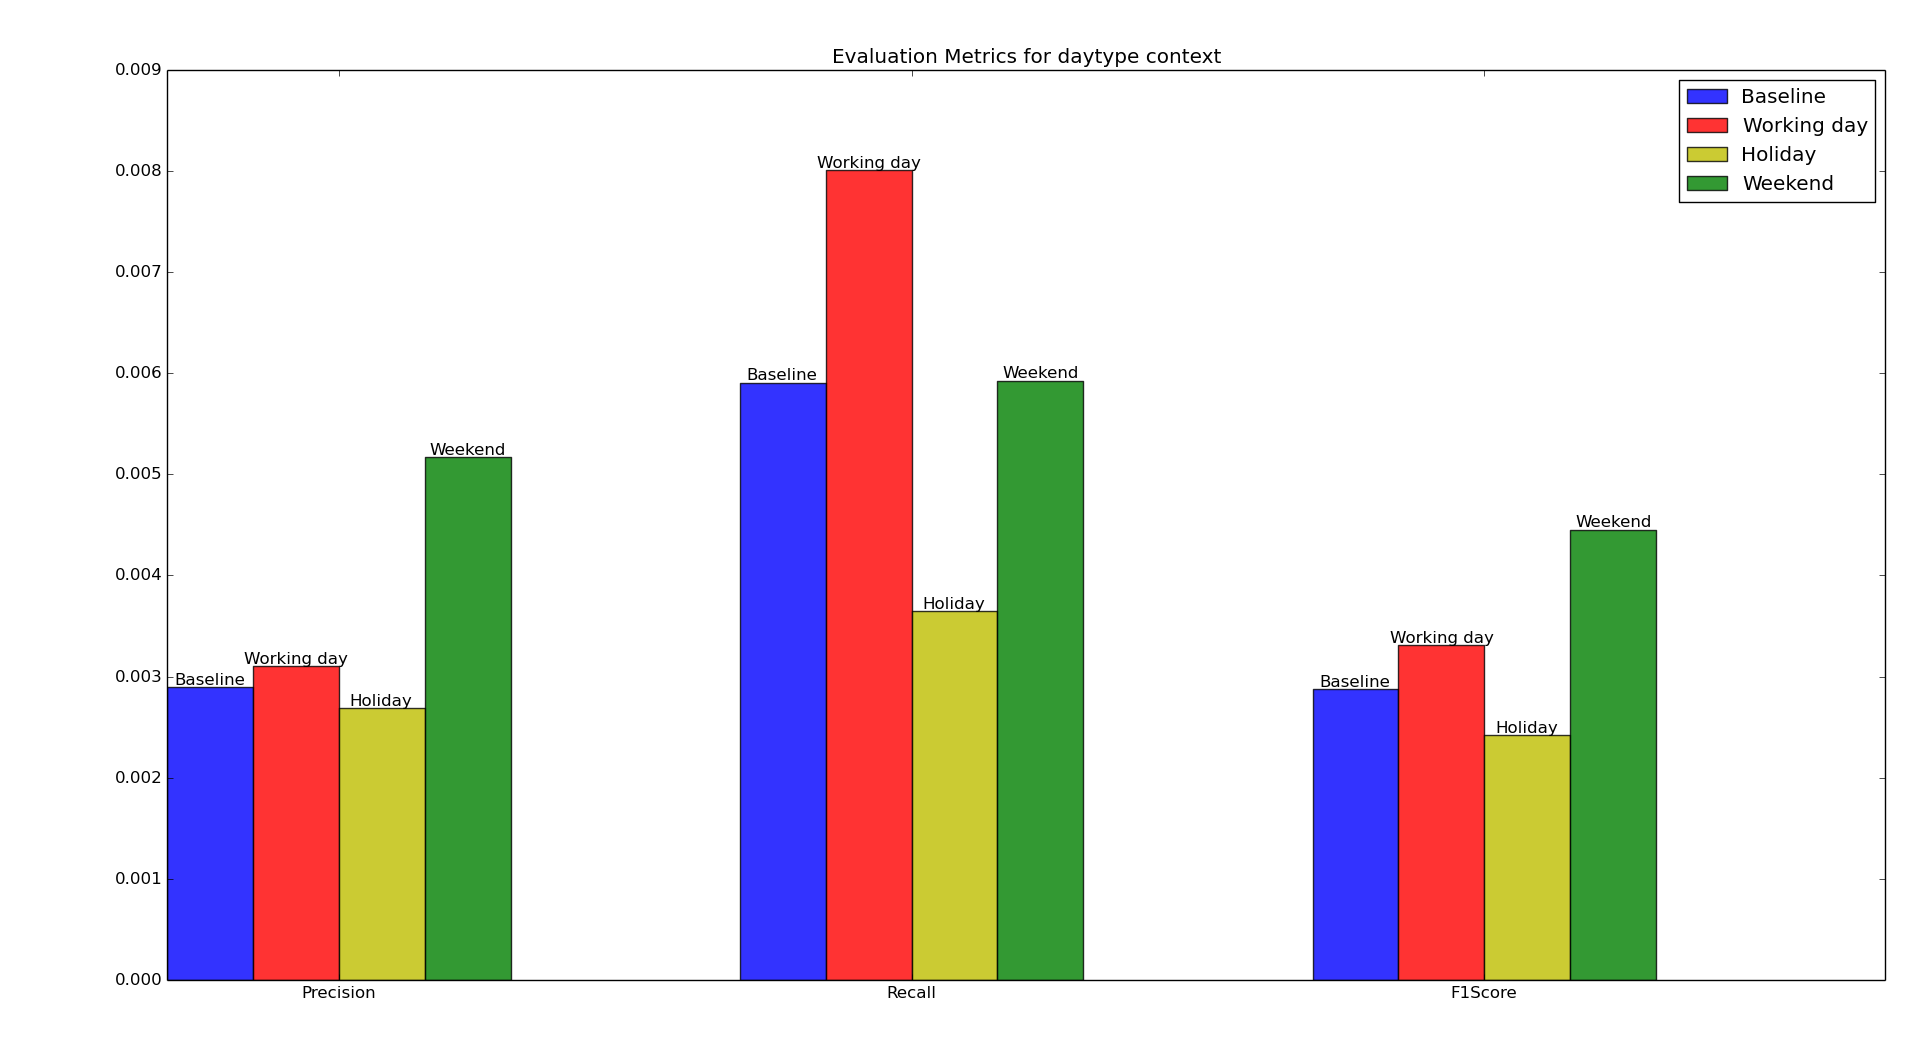 Evaluation Metrics for daytype context
0.009
0.008
0.007
0.006
0.005
0.004
0.003
0.002
0.001
0.000
Baseline
Working day
Holiday
Weekend
Baseline
Working day
Holiday
Weekend
Baseline
Working day
Holiday
Weekend
Precision
Recall
F1Score
Baseline
Working day
Holiday
Weekend